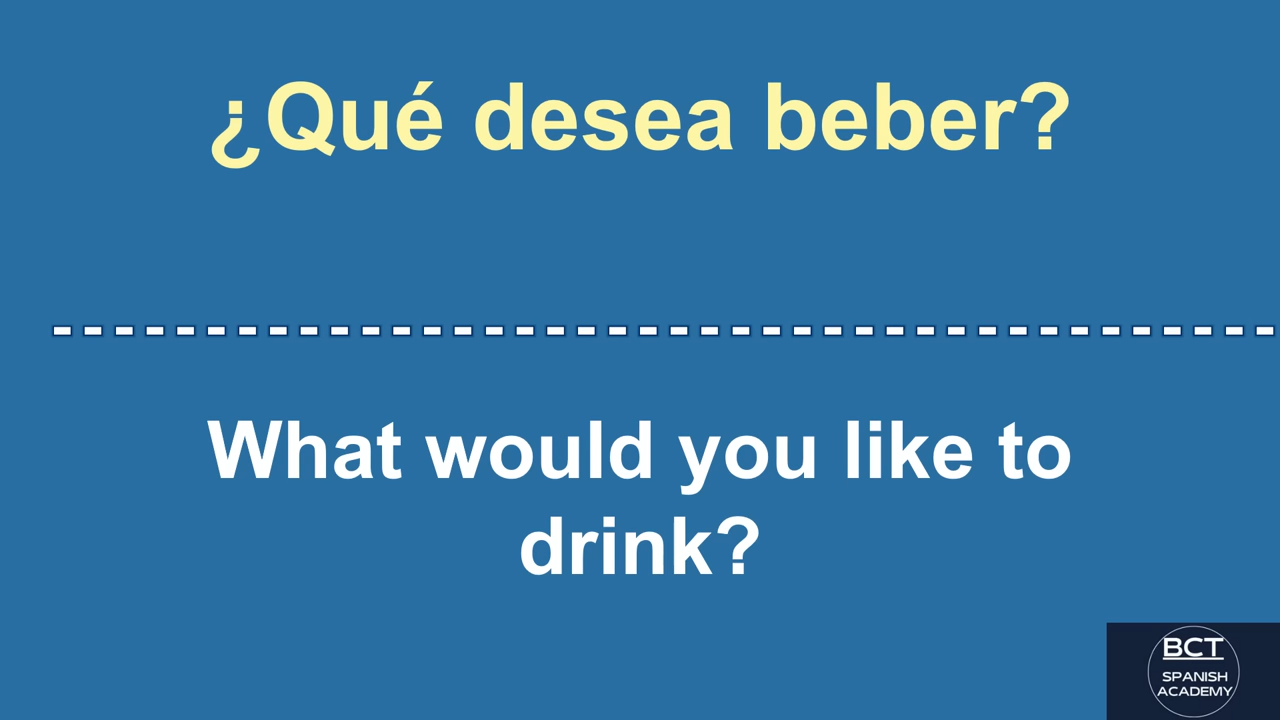 ¿Qué desea beber?
What would you like to
drink?
BCT
SPANISH
ACADEMY